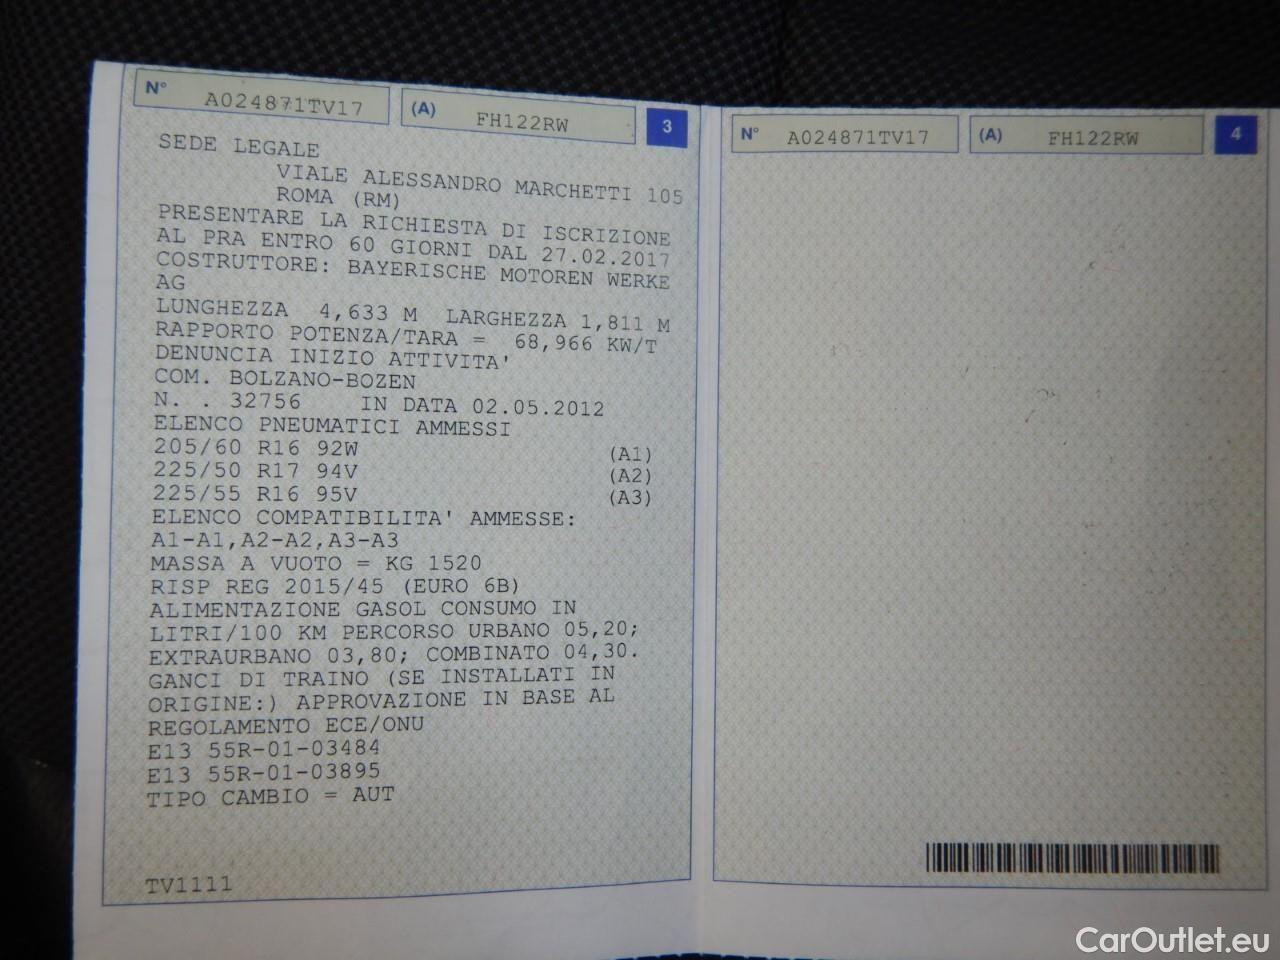 N° A024871TV17 (A) FH122RW 3
SEDE LEGALE
VIALE ALESSANDRO MARCHETTI 105
ROMA (RM)
PRESENTARE LA RICHIESTA DI ISCRIZIONE
AL PRA ENTRO 60 GIORNI DAL 27.02.2017
COSTRUTTORE: BAYERISCHE MOTOREN WERKE
AG
LUNGHEZZA 4,633 M LARGHEZZA 1,811 M
RAPPORTO POTENZA/TARA = 68,966 KW/T
DENUNCIA INIZIO ATTIVITA'
COM. BOLZANO-BOZEN
N. . 32756 IN DATA 02.05.2012
ELENCO PNEUMATICI AMMESSI
205/60 R16 92W (A1)
225/50 R17 94V (A2)
225/55 R16 95V (A3)
ELENCO COMPATIBILITA' AMMESSE:
A1-A1,A2-A2,A3-A3
MASSA A VUOTO = KG 1520
RISP REG 2015/45 (EURO 6B)
ALIMENTAZIONE GASOL CONSUMO IN
LITRI/100 KM PERCORSO URBANO 05,20;
EXTRAURBANO 03,80; COMBINATO 04,30.
GANCI DI TRAINO (SE INSTALLATI IN
ORIGINE:) APPROVAZIONE IN BASE AL
REGOLAMENTO ECE/ONU
E13 55R-01-03484
E13 55R-01-03895
TIPO CAMBIO = AUT
TV1111
N° A024871TV17 (A) FH122RW 4
CarOutlet.eu